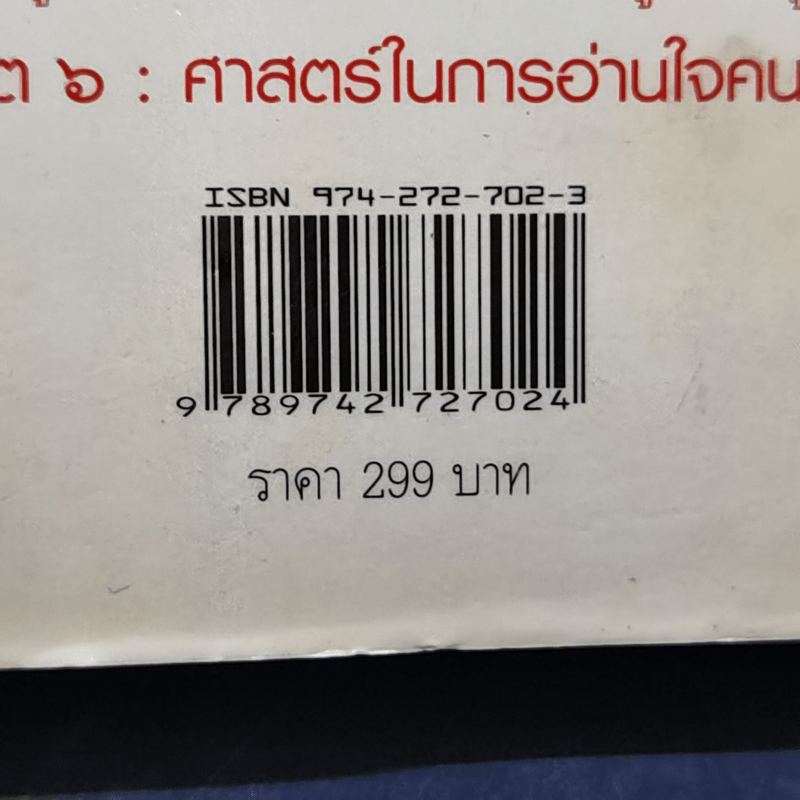 ต ๖ : ศาสตร์ในการอ่านใจคน
ISBN 974-272-702-3
9 789742 727024
ราคา 299 บาท